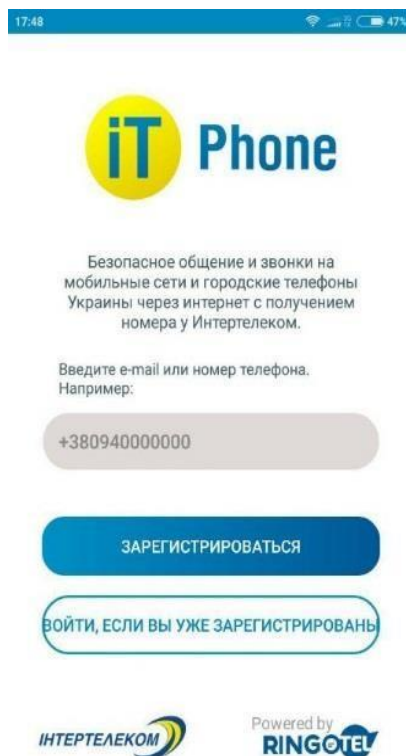 17:48
47%
iT Phone
Безопасное общение и звонки на
мобильные сети и городские телефоны
Украины через интернет с получением
номера у Интертелеком.
Введите e-mail или номер телефона.
Например:
+380940000000
ЗАРЕГИСТРИРОВАТЬСЯ
ВОЙТИ, ЕСЛИ ВЫ УЖЕ ЗАРЕГИСТРИРОВАНЫ
ІНТЕРТЕЛЕКОМ
Powered by
RINGOTEL